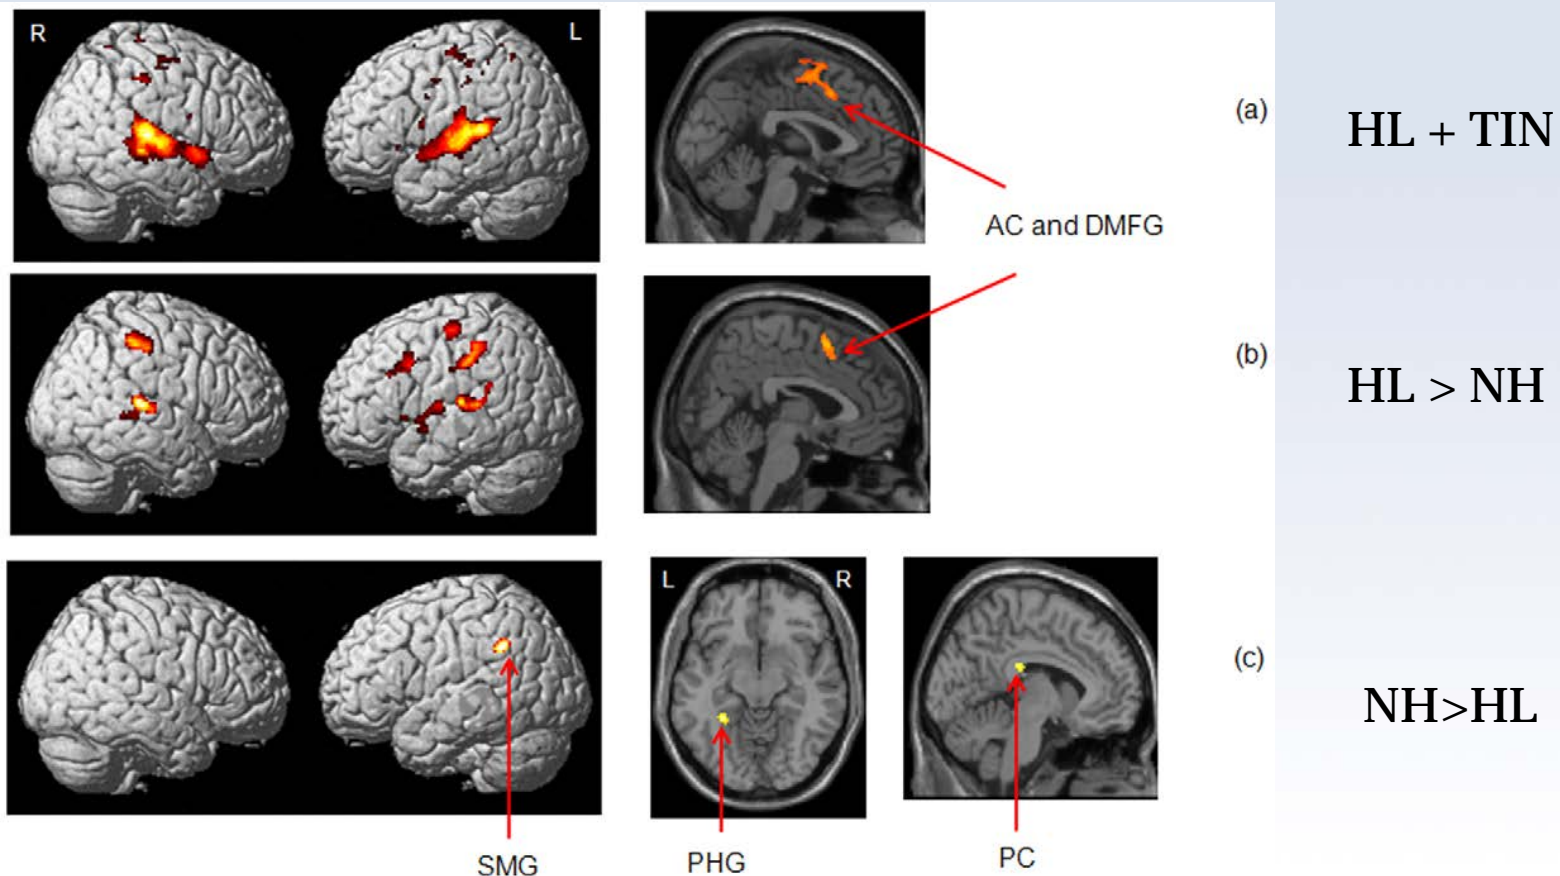 R
L
(a)
HL + TIN
AC and DMFG
(b)
HL > NH
L
R
(c)
NH>HL
SMG
PHG
PC